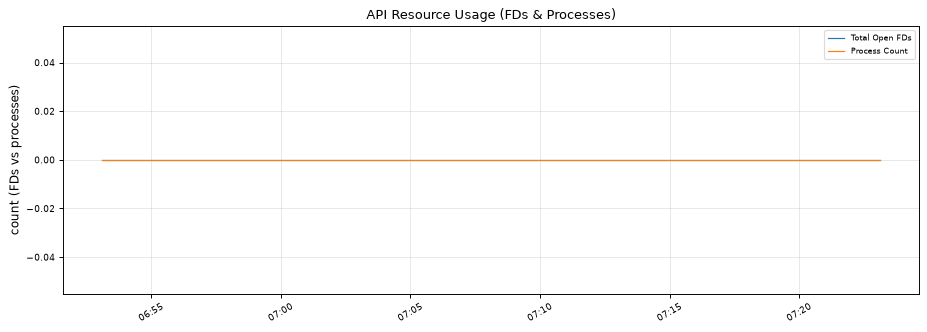 API Resource Usage (FDs & Processes)
Total Open FDs
Process Count
count (FDs vs processes)
0.04
0.02
0.00
−0.02
−0.04
06:55
07:00
07:05
07:10
07:15
07:20